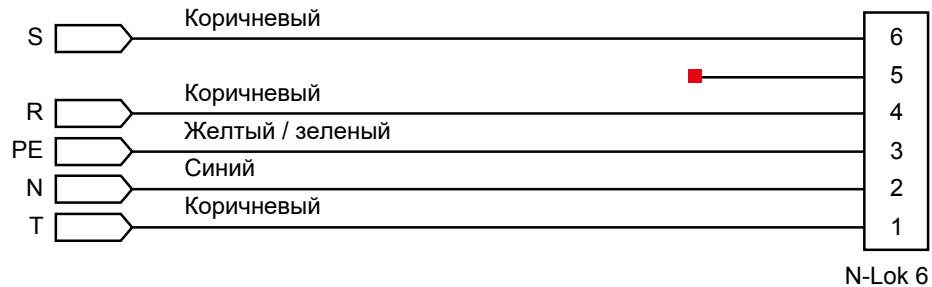 S Коричневый 6
5
R Коричневый 4
PE Желтый / зеленый 3
N Синий 2
T Коричневый 1
N-Lok 6